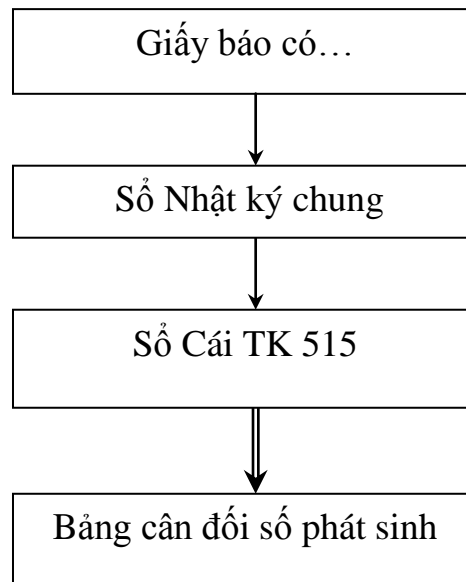 Giấy báo có…
Sổ Nhật ký chung
Sổ Cái TK 515
Bảng cân đối số phát sinh